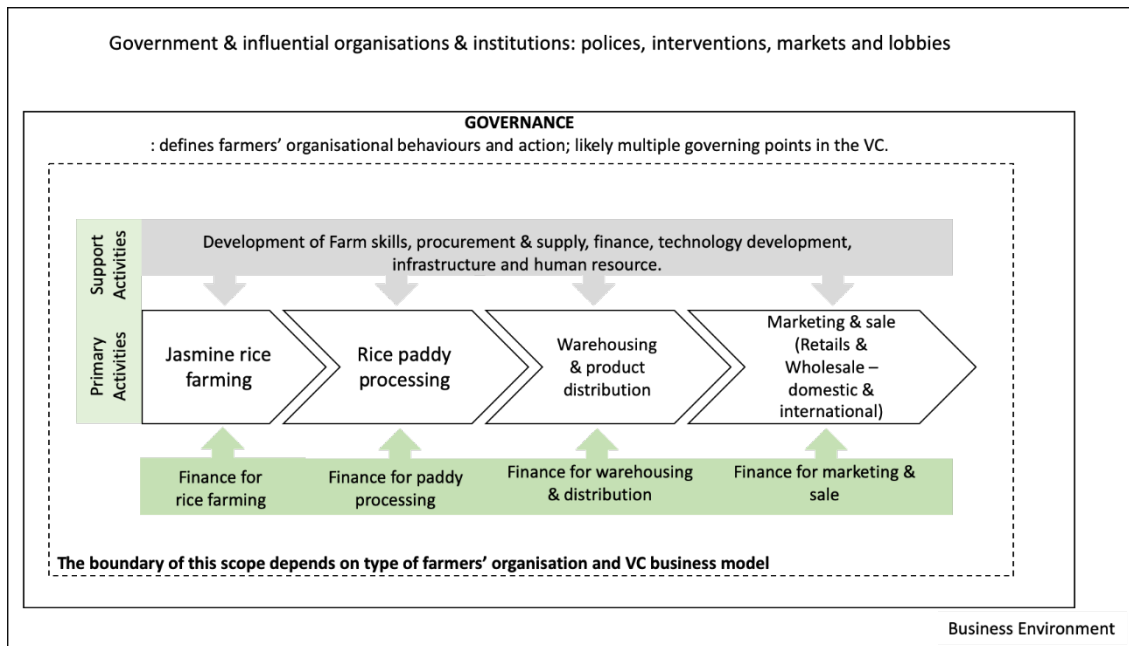 Government & influential organisations & institutions: polices, interventions, markets and lobbies
GOVERNANCE
: defines farmers' organisational behaviours and action; likely multiple governing points in the VC.
Support
Activities
Development of Farm skills, procurement & supply, finance, technology development,
infrastructure and human resource.
Primary
Activities
Jasmine rice
farming
Rice paddy
processing
Warehousing
& product
distribution
Marketing & sale
(Retails &
Wholesale –
domestic &
international)
Finance for
rice farming
Finance for paddy
processing
Finance for warehousing
& distribution
Finance for marketing &
sale
The boundary of this scope depends on type of farmers' organisation and VC business model
Business Environment